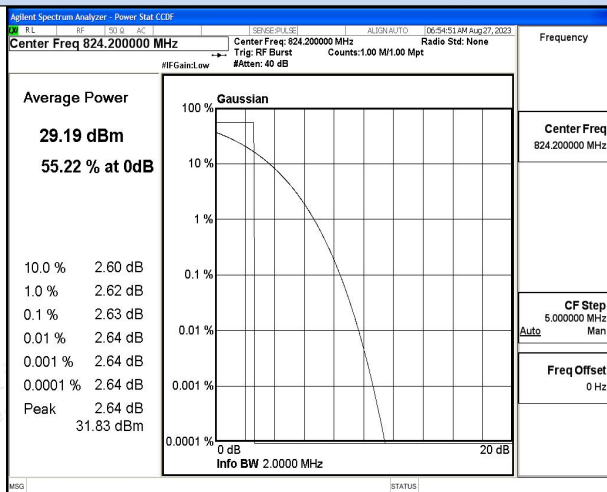 Agilent Spectrum Analyzer - Power Stat CCDF
RL RF 50 Ω AC SENSE:PULSE ALIGN AUTO 06:54:51 AM Aug 27, 2023
Center Freq 824.200000 MHz
Center Freq: 824.200000 MHz Radio Std: None
Trig: RF Burst Counts:1.00 M/1.00 Mpt
#IFGain:Low #Atten: 40 dB
Average Power
29.19 dBm
55.22 % at 0dB
10.0 % 2.60 dB
1.0 % 2.62 dB
0.1 % 2.63 dB
0.01 % 2.64 dB
0.001 % 2.64 dB
0.0001 % 2.64 dB
Peak 2.64 dB
31.83 dBm
Gaussian
100 %
10 %
1 %
0.1 %
0.01 %
0.001 %
0.0001 %
0 dB 20 dB
Info BW 2.0000 MHz
Frequency
Center Freq
824.200000 MHz
CF Step
5.000000 MHz
Auto Man
Freq Offset
0 Hz
MSG STATUS